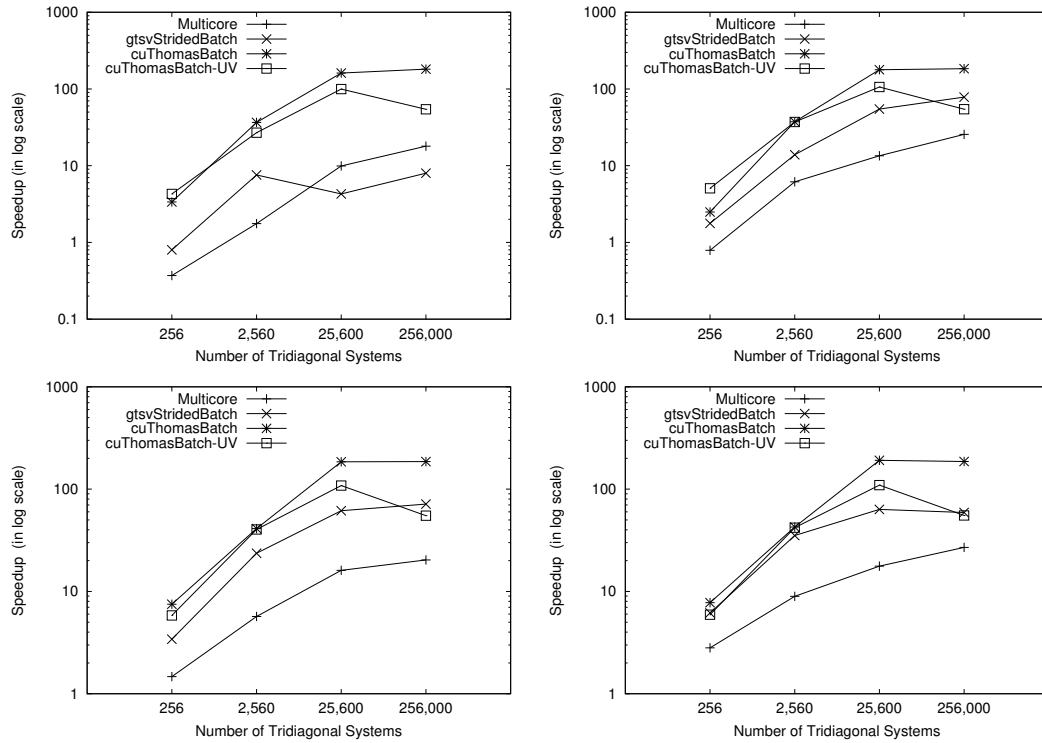 1000
100
10
1
0.1
Speedup (in log scale)
Multicore
gtsvStridedBatch
cuThomasBatch
cuThomasBatch-UV
256 2,560 25,600 256,000
Number of Tridiagonal Systems
1000
100
10
1
0.1
Speedup (in log scale)
Multicore
gtsvStridedBatch
cuThomasBatch
cuThomasBatch-UV
256 2,560 25,600 256,000
Number of Tridiagonal Systems
1000
100
10
1
Speedup (in log scale)
Multicore
gtsvStridedBatch
cuThomasBatch
cuThomasBatch-UV
256 2,560 25,600 256,000
Number of Tridiagonal Systems
1000
100
10
1
Speedup (in log scale)
Multicore
gtsvStridedBatch
cuThomasBatch
cuThomasBatch-UV
256 2,560 25,600 256,000
Number of Tridiagonal Systems